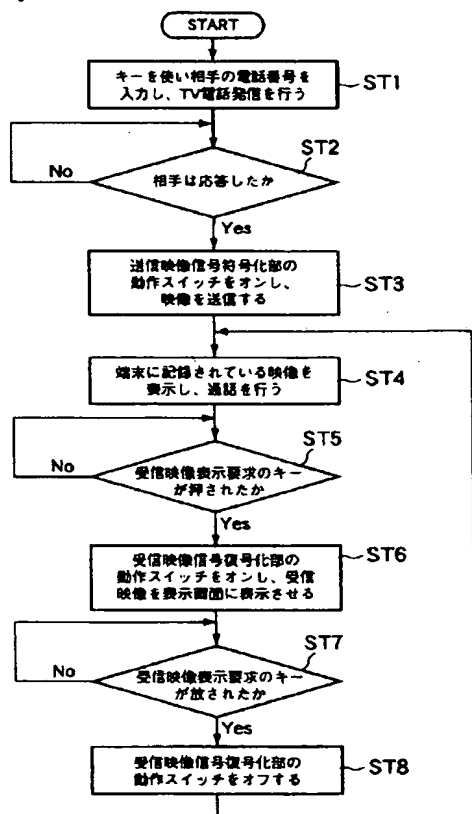 START
キーを使い相手の電話番号を
入力し、TV電話発信を行う
ST1
ST2
相手は応答したか
No
Yes
送信映像信号符号化部の
動作スイッチをオンし、
映像を送信する
ST3
端末に記録されている映像を
表示し、通話を行う
ST4
ST5
受信映像表示要求のキー
が押されたか
No
Yes
受信映像信号復号化部の
動作スイッチをオンし、受信
映像を表示画面に表示させる
ST6
ST7
受信映像表示要求のキー
が放されたか
No
Yes
受信映像信号復号化部の
動作スイッチをオフする
ST8